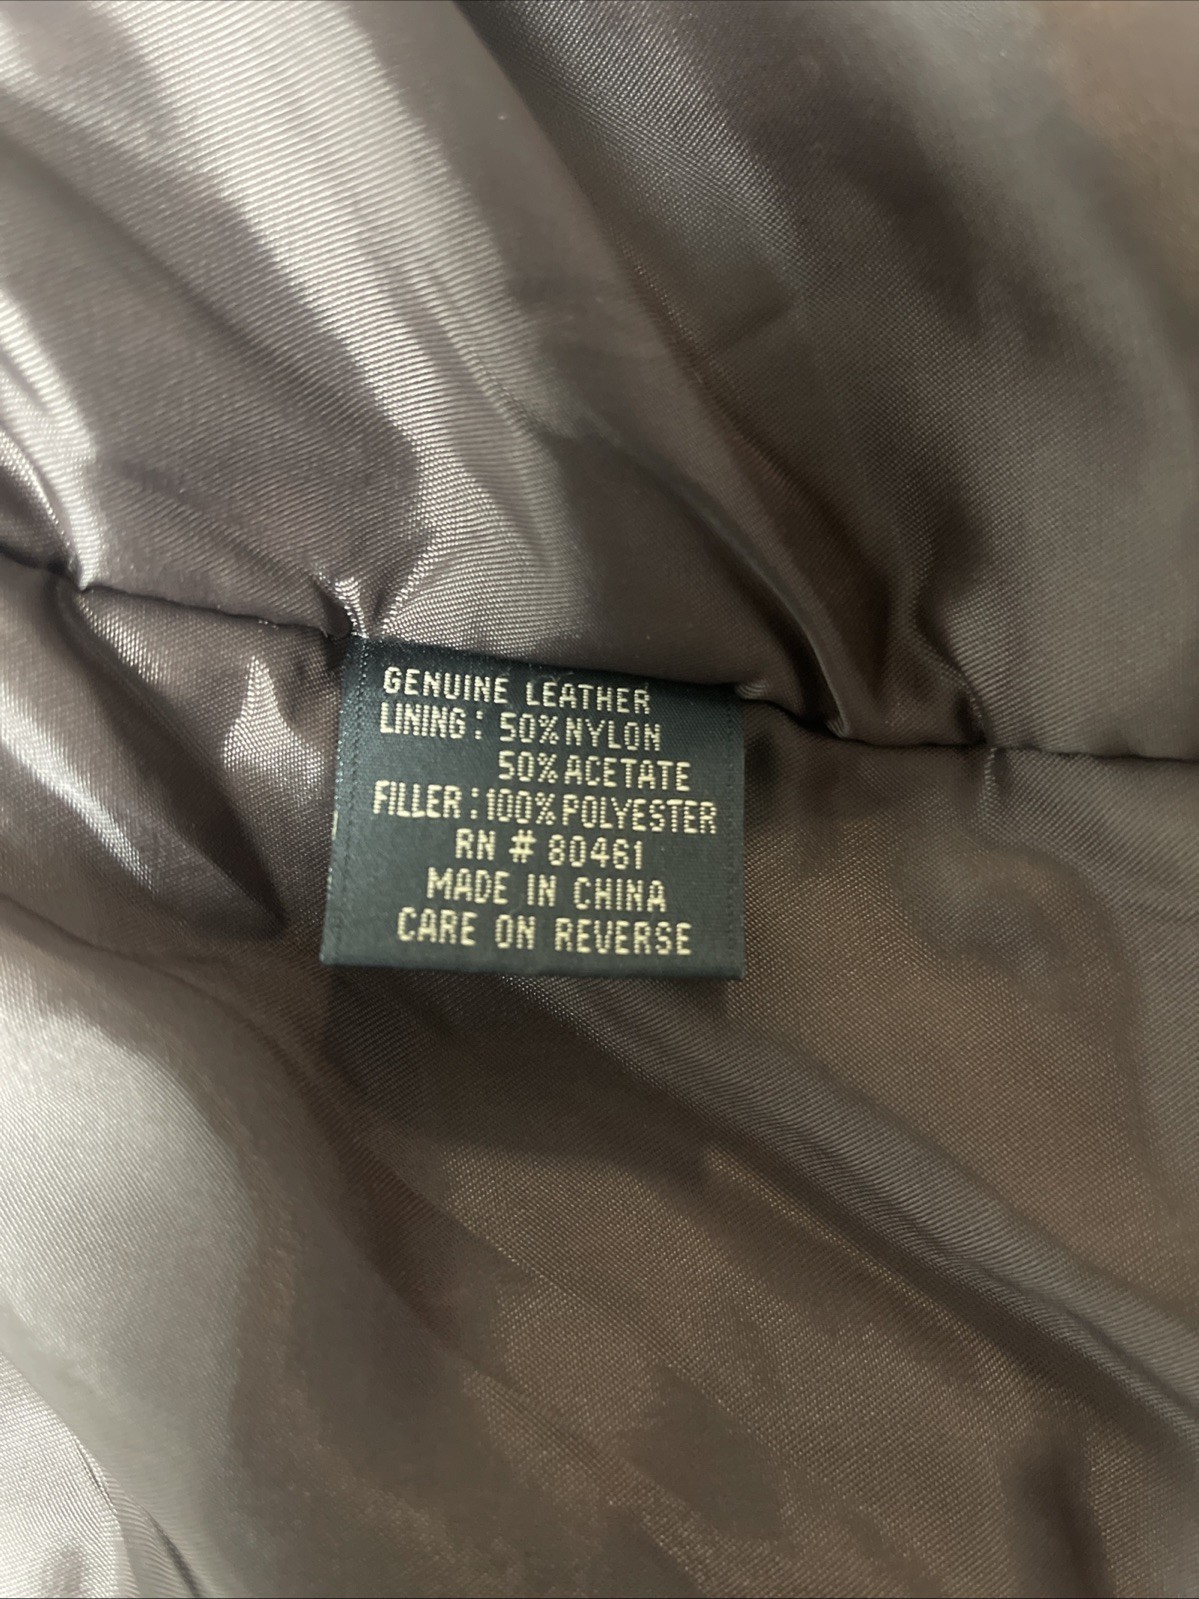 GENUINE LEATHER
LINING: 50% NYLON
50% ACETATE
FILLER: 100% POLYESTER
RN # 80461
MADE IN CHINA
CARE ON REVERSE